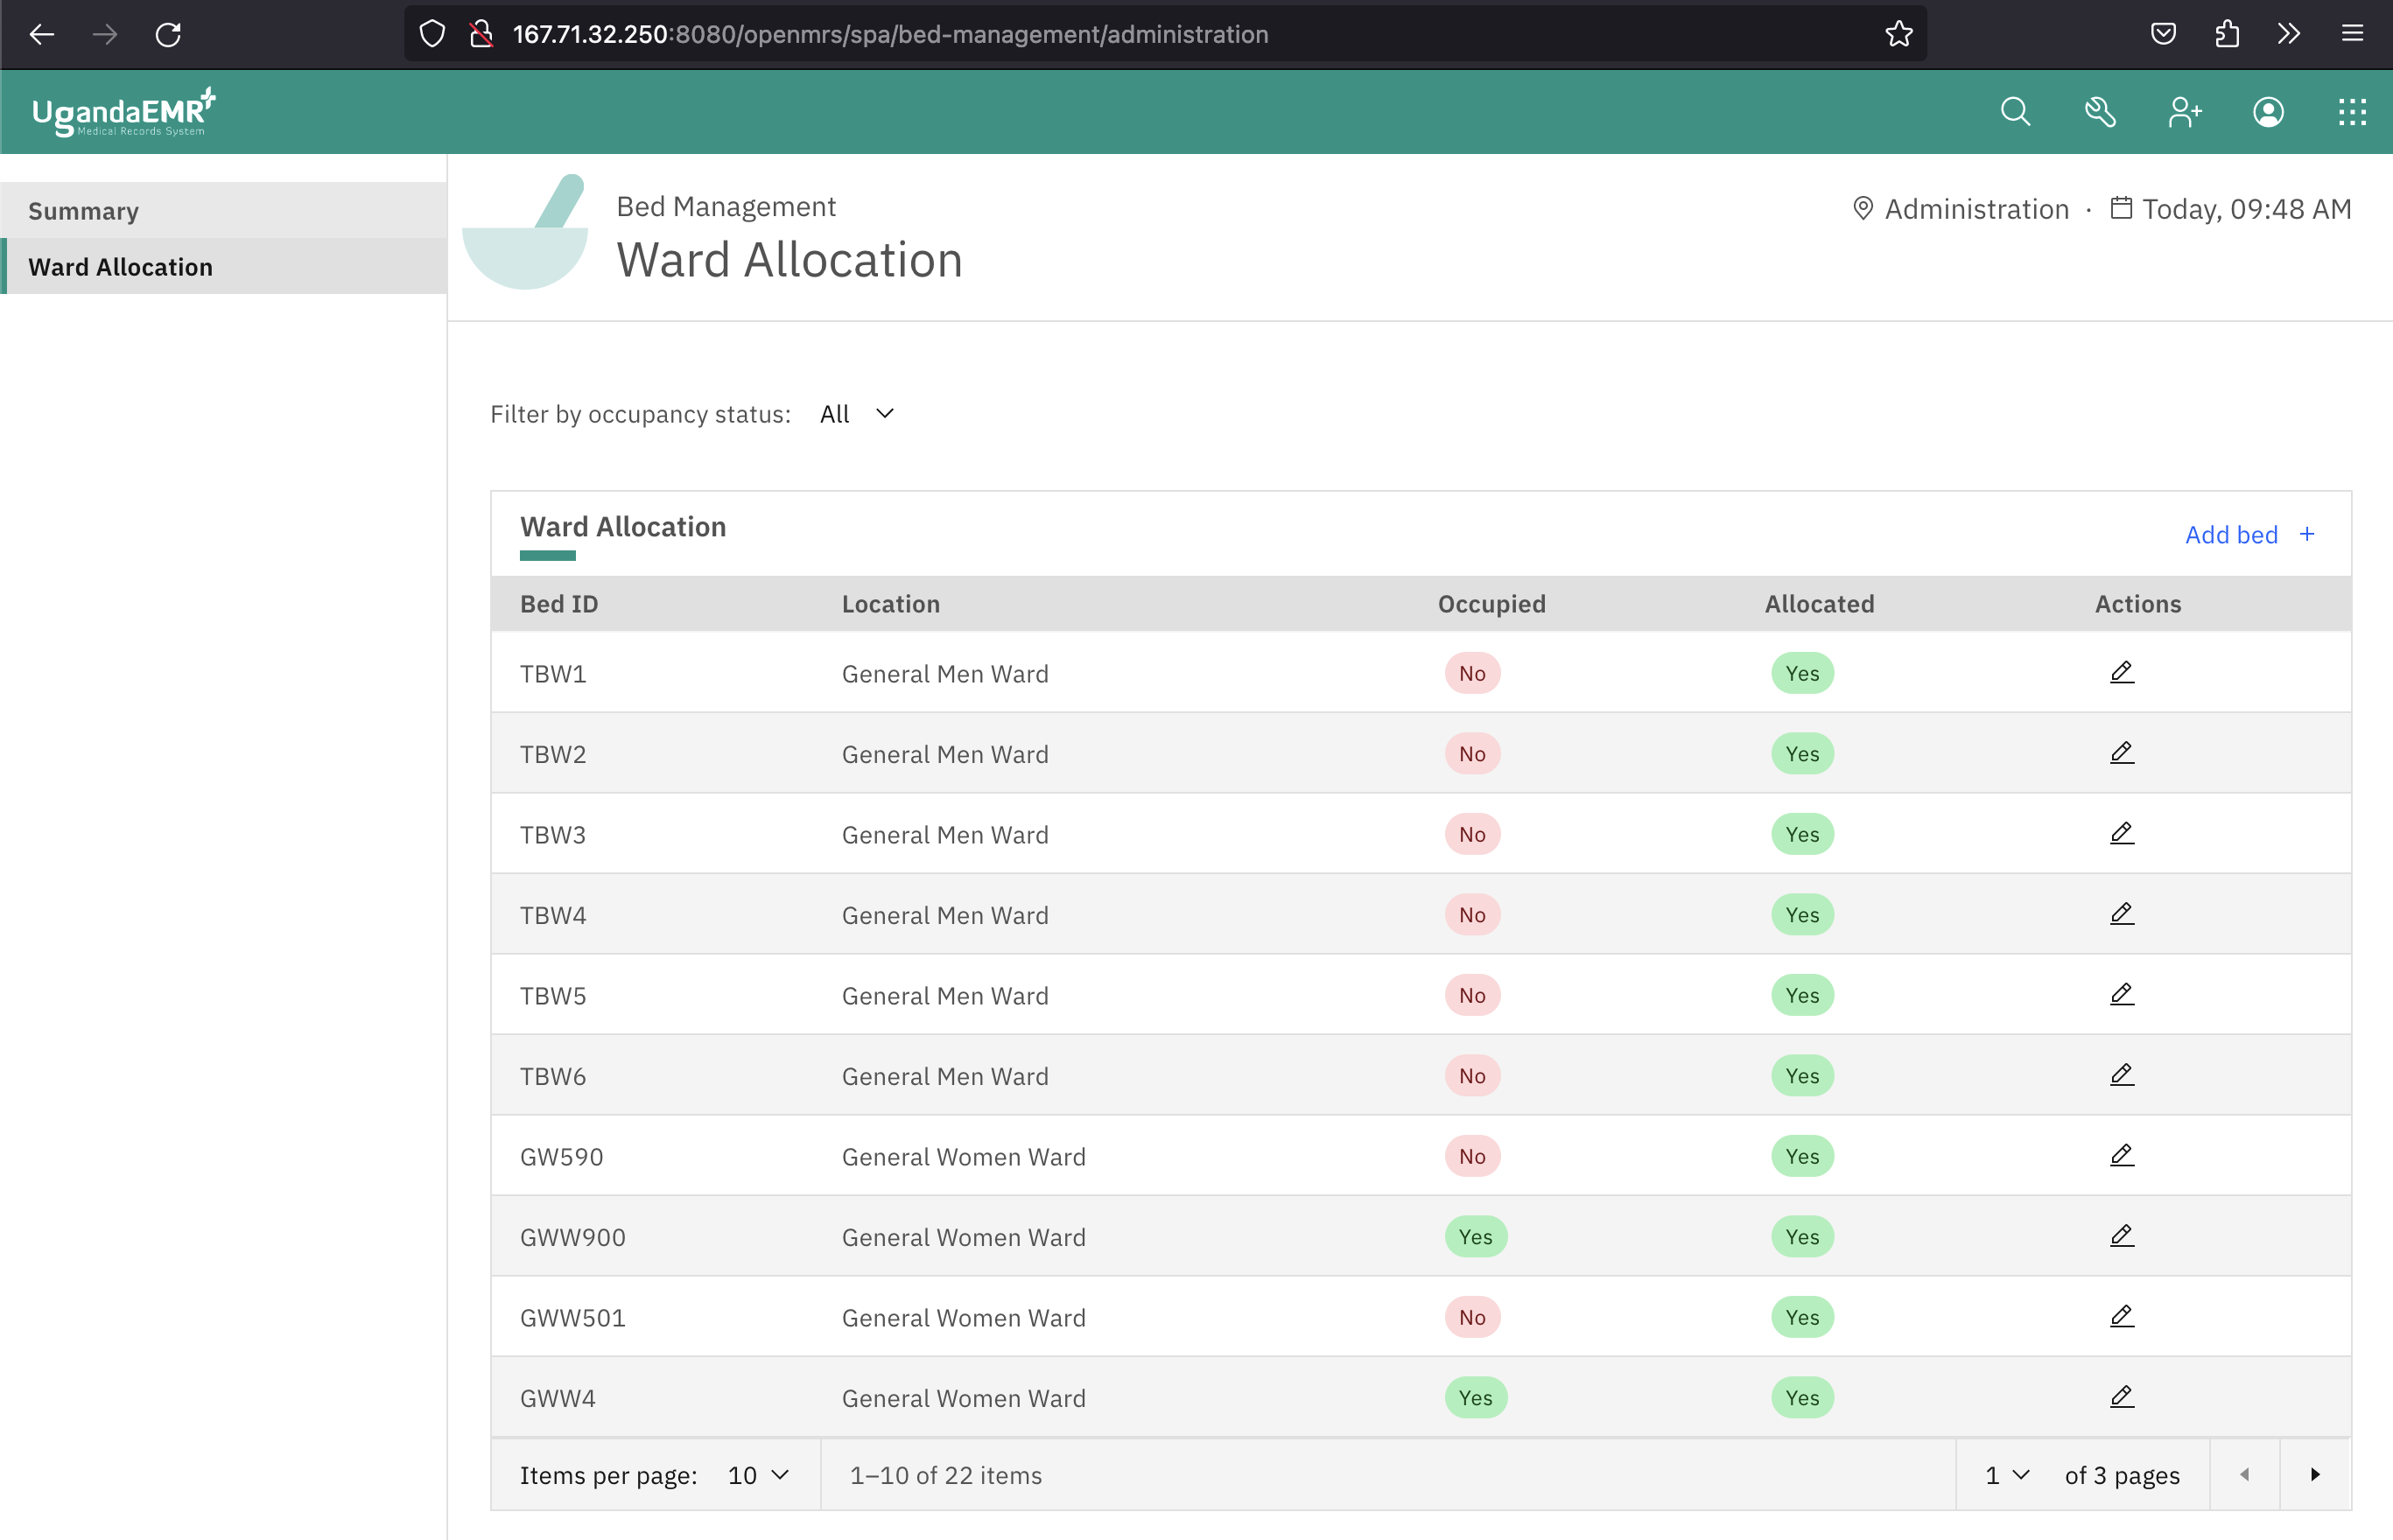 167.71.32.250:8080/openmrs/spa/bed-management/administration
UgandaEMR
Medical Records System
Summary
Ward Allocation
Bed Management
Ward Allocation
Administration · Today, 09:48 AM
Filter by occupancy status: All
Ward Allocation
Add bed +
Bed ID Location Occupied Allocated Actions
TBW1 General Men Ward No Yes
TBW2 General Men Ward No Yes
TBW3 General Men Ward No Yes
TBW4 General Men Ward No Yes
TBW5 General Men Ward No Yes
TBW6 General Men Ward No Yes
GW590 General Women Ward No Yes
GWW900 General Women Ward Yes Yes
GWW501 General Women Ward No Yes
GWW4 General Women Ward Yes Yes
Items per page: 10 1–10 of 22 items 1 of 3 pages